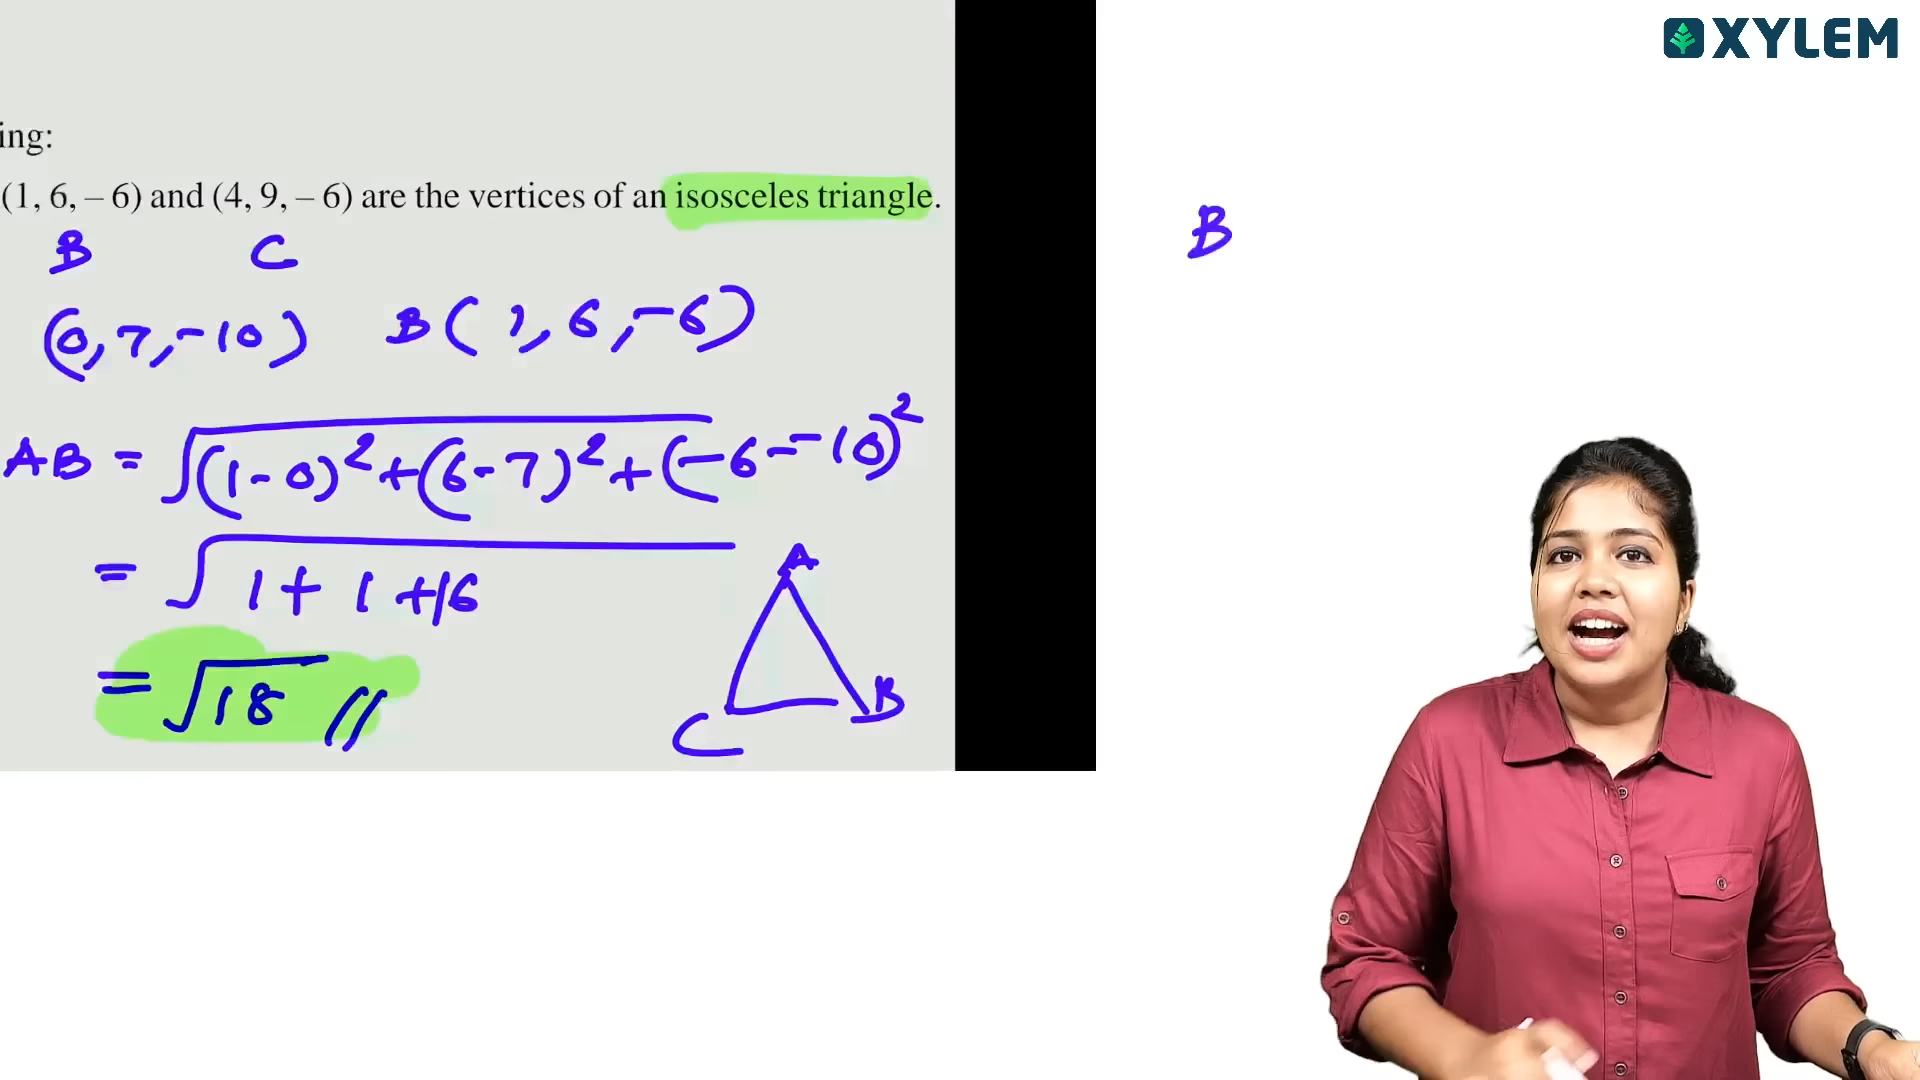 XYLEM
ing:
(1, 6, – 6) and (4, 9, – 6) are the vertices of an isosceles triangle.
B C
B
(0,7,-10) B(1,6,-6)
AB = √(1-0)²+(6-7)²+(-6--10)²
= √1+1+16
= √18 //
A
C B